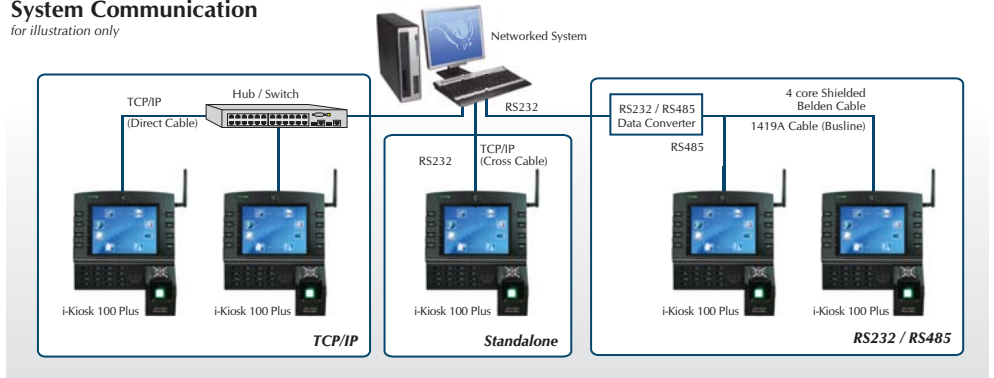 System Communication
for illustration only
Networked System
TCP/IP
(Direct Cable)
Hub / Switch
RS232
TCP/IP
(Cross Cable)
RS232
RS232 / RS485
Data Converter
RS485
4 core Shielded
Belden Cable
1419A Cable (Busline)
i-Kiosk 100 Plus
i-Kiosk 100 Plus
i-Kiosk 100 Plus
i-Kiosk 100 Plus
i-Kiosk 100 Plus
TCP/IP
Standalone
RS232 / RS485